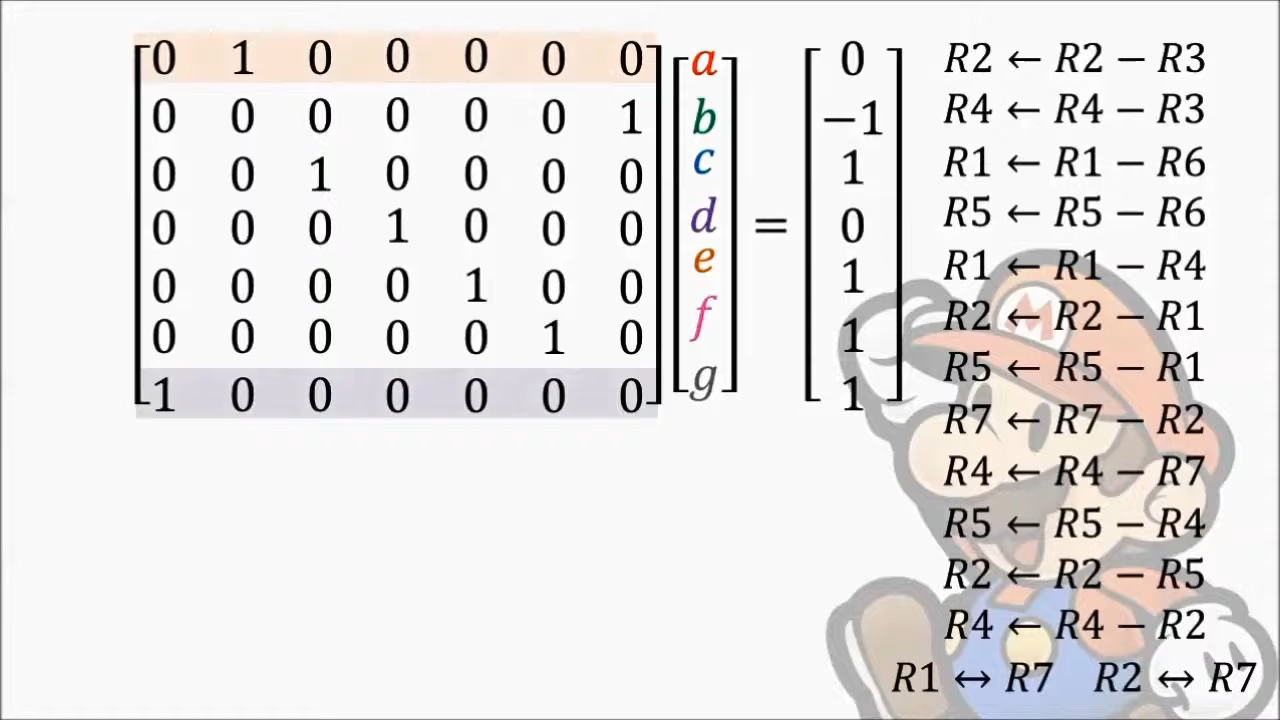 0 1 0 0 0 0 0 a 0 R2 ← R2 − R3
0 0 0 0 0 0 1 b −1 R4 ← R4 − R3
0 0 1 0 0 0 0 c 1 R1 ← R1 − R6
0 0 0 1 0 0 0 d = 0 R5 ← R5 − R6
0 0 0 0 1 0 0 e 1 R1 ← R1 − R4
0 0 0 0 0 1 0 f 1 R2 ← R2 − R1
1 0 0 0 0 0 0 g 1 R5 ← R5 − R1
R7 ← R7 − R2
R4 ← R4 − R7
R5 ← R5 − R4
R2 ← R2 − R5
R4 ← R4 − R2
R1 ↔ R7 R2 ↔ R7
M